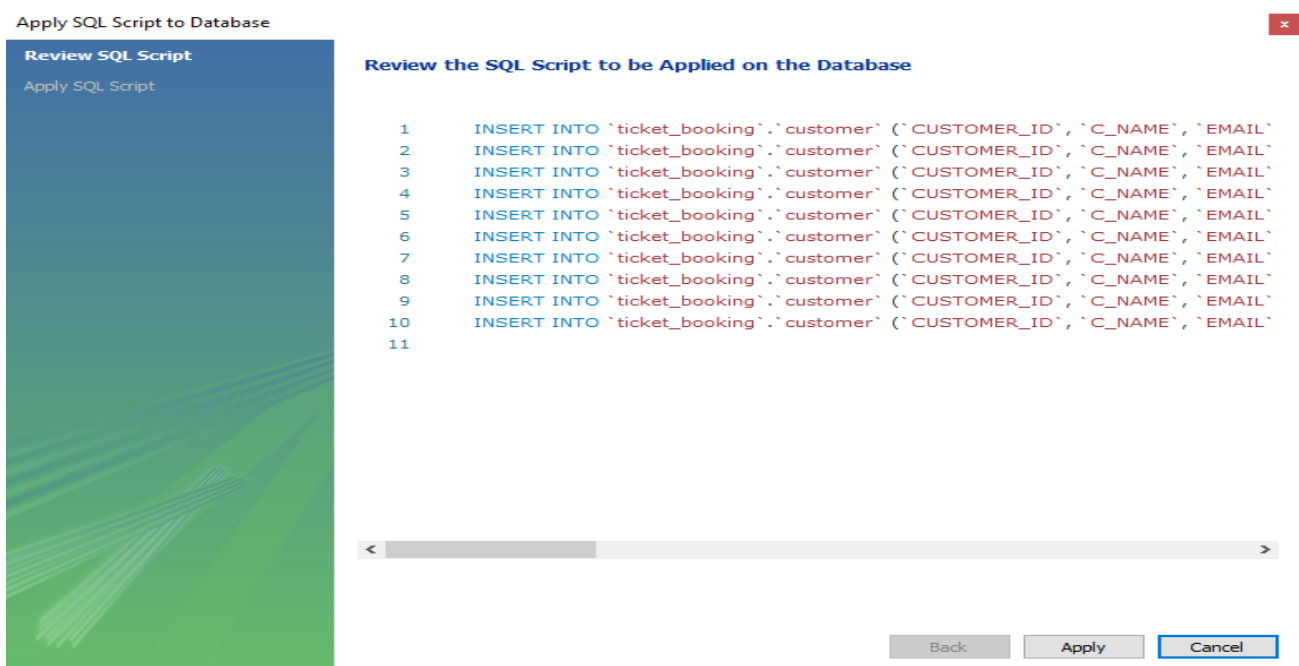 Apply SQL Script to Database
Review SQL Script
Apply SQL Script
Review the SQL Script to be Applied on the Database
1 INSERT INTO `ticket_booking`.`customer` (`CUSTOMER_ID`, `C_NAME`, `EMAIL`
2 INSERT INTO `ticket_booking`.`customer` (`CUSTOMER_ID`, `C_NAME`, `EMAIL`
3 INSERT INTO `ticket_booking`.`customer` (`CUSTOMER_ID`, `C_NAME`, `EMAIL`
4 INSERT INTO `ticket_booking`.`customer` (`CUSTOMER_ID`, `C_NAME`, `EMAIL`
5 INSERT INTO `ticket_booking`.`customer` (`CUSTOMER_ID`, `C_NAME`, `EMAIL`
6 INSERT INTO `ticket_booking`.`customer` (`CUSTOMER_ID`, `C_NAME`, `EMAIL`
7 INSERT INTO `ticket_booking`.`customer` (`CUSTOMER_ID`, `C_NAME`, `EMAIL`
8 INSERT INTO `ticket_booking`.`customer` (`CUSTOMER_ID`, `C_NAME`, `EMAIL`
9 INSERT INTO `ticket_booking`.`customer` (`CUSTOMER_ID`, `C_NAME`, `EMAIL`
10 INSERT INTO `ticket_booking`.`customer` (`CUSTOMER_ID`, `C_NAME`, `EMAIL`
11
Back Apply Cancel